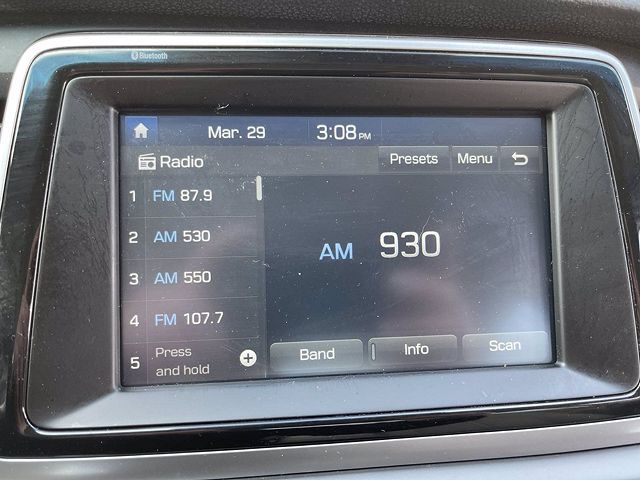 Bluetooth
Mar. 29 3:08 PM
Radio Presets Menu
1 FM 87.9
2 AM 530
3 AM 550
4 FM 107.7
5 Press and hold
AM 930
Band Info Scan